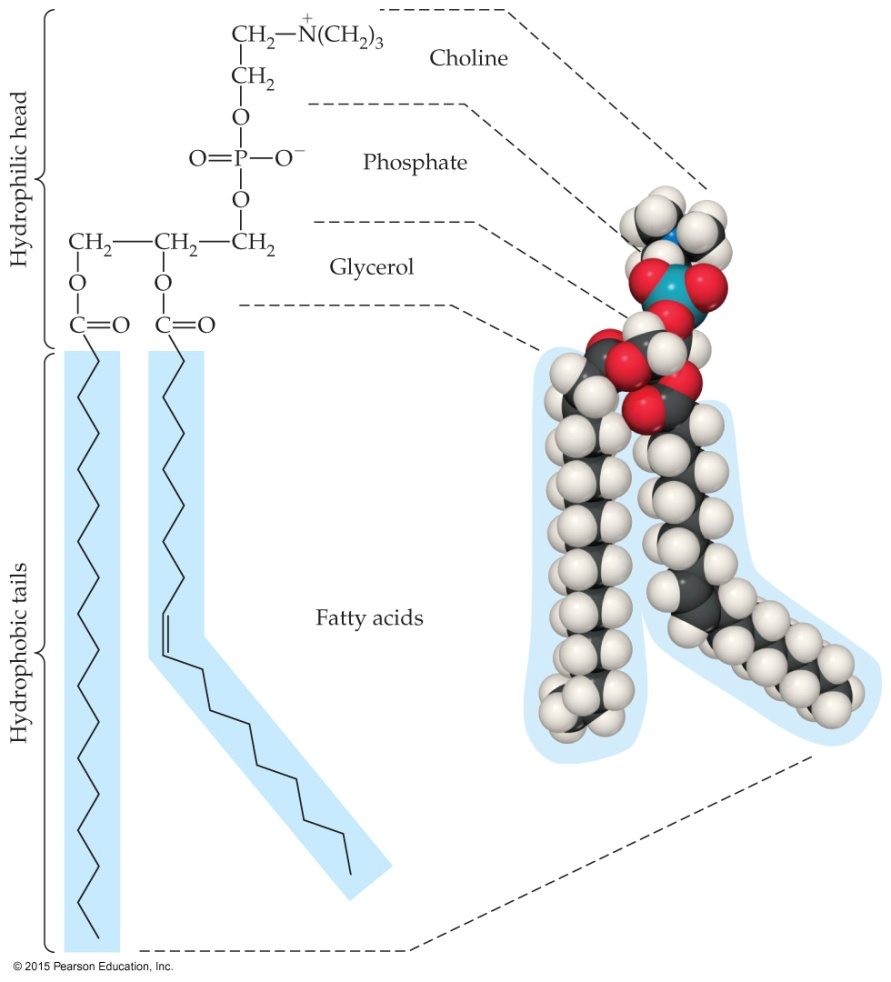 CH₂—N⁺(CH₂)₃
Choline
CH₂
O
O=P—O⁻
Phosphate
O
CH₂—CH₂—CH₂
Glycerol
O O
C=O C=O
Hydrophilic head
Fatty acids
Hydrophobic tails
© 2015 Pearson Education, Inc.